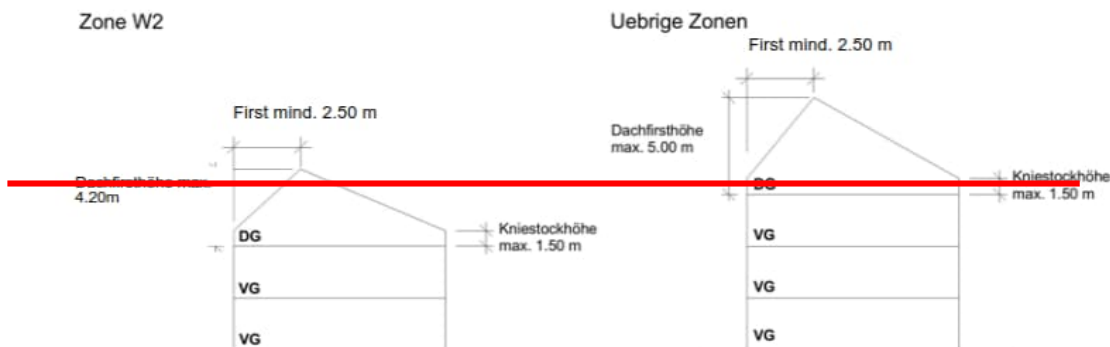 Zone W2
First mind. 2.50 m
Dachfirsthöhe max.
4.20m
DG
Kniestockhöhe
max. 1.50 m
VG
VG
Uebrige Zonen
First mind. 2.50 m
Dachfirsthöhe
max. 5.00 m
DG
Kniestockhöhe
max. 1.50 m
VG
VG
VG